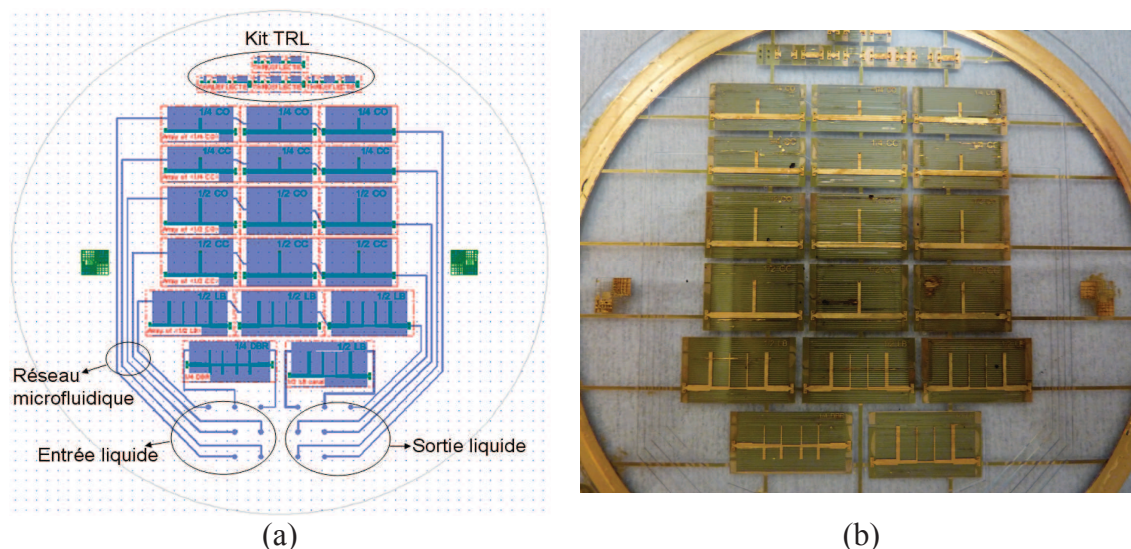 Kit TRL
1/4 CO 1/4 CO 1/4 CO
1/4 CC 1/4 CC 1/4 CC
1/2 CO 1/2 CO 1/2 CO
1/2 CC 1/2 CC 1/2 CC
1/2 LB 1/2 LB 1/2 LB
1/4 DBR 1/2 LB
Réseau
microfluidique
Entrée liquide
Sortie liquide
(a) (b)